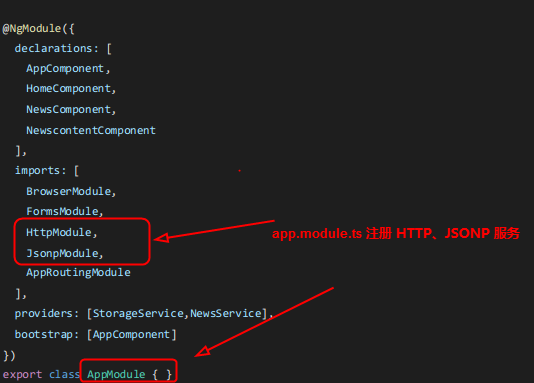 @NgModule({
declarations: [
AppComponent,
HomeComponent,
NewsComponent,
NewscontentComponent
],
imports: [
BrowserModule,
FormsModule,
HttpModule,
app.module.ts 注册 HTTP、JSONP 服务
JsonpModule,
AppRoutingModule
],
providers: [StorageService,NewsService],
bootstrap: [AppComponent]
})
export class AppModule { }